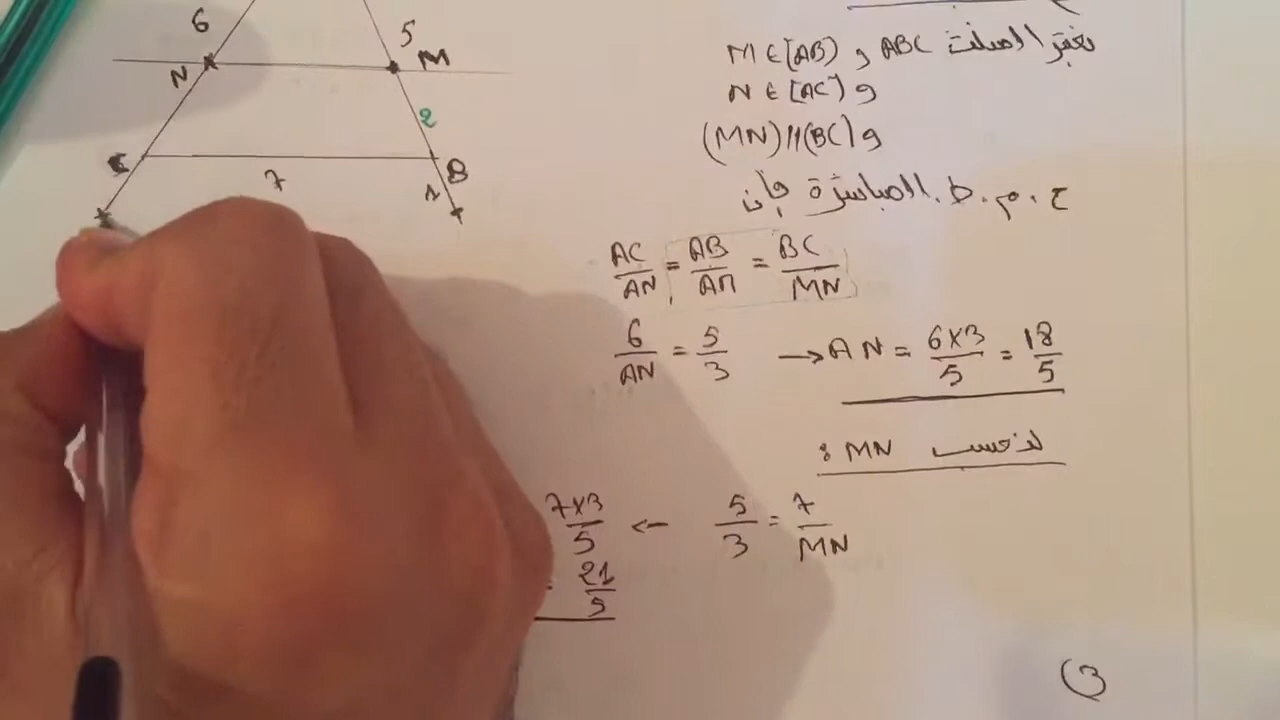 6
5
N
M
2
C
B
7
1
نعتبر المثلث ABC و M ∈ [AB)
و N ∈ [AC)
و (MN) // (BC)
ح . م . ط . المباشرة فإن
AC/AN = AB/AM = BC/MN
6/AN = 5/3 → AN = 6×3/5 = 18/5
لنحسب MN :
5/3 = 7/MN ← 7×3/5
= 21/5
3)